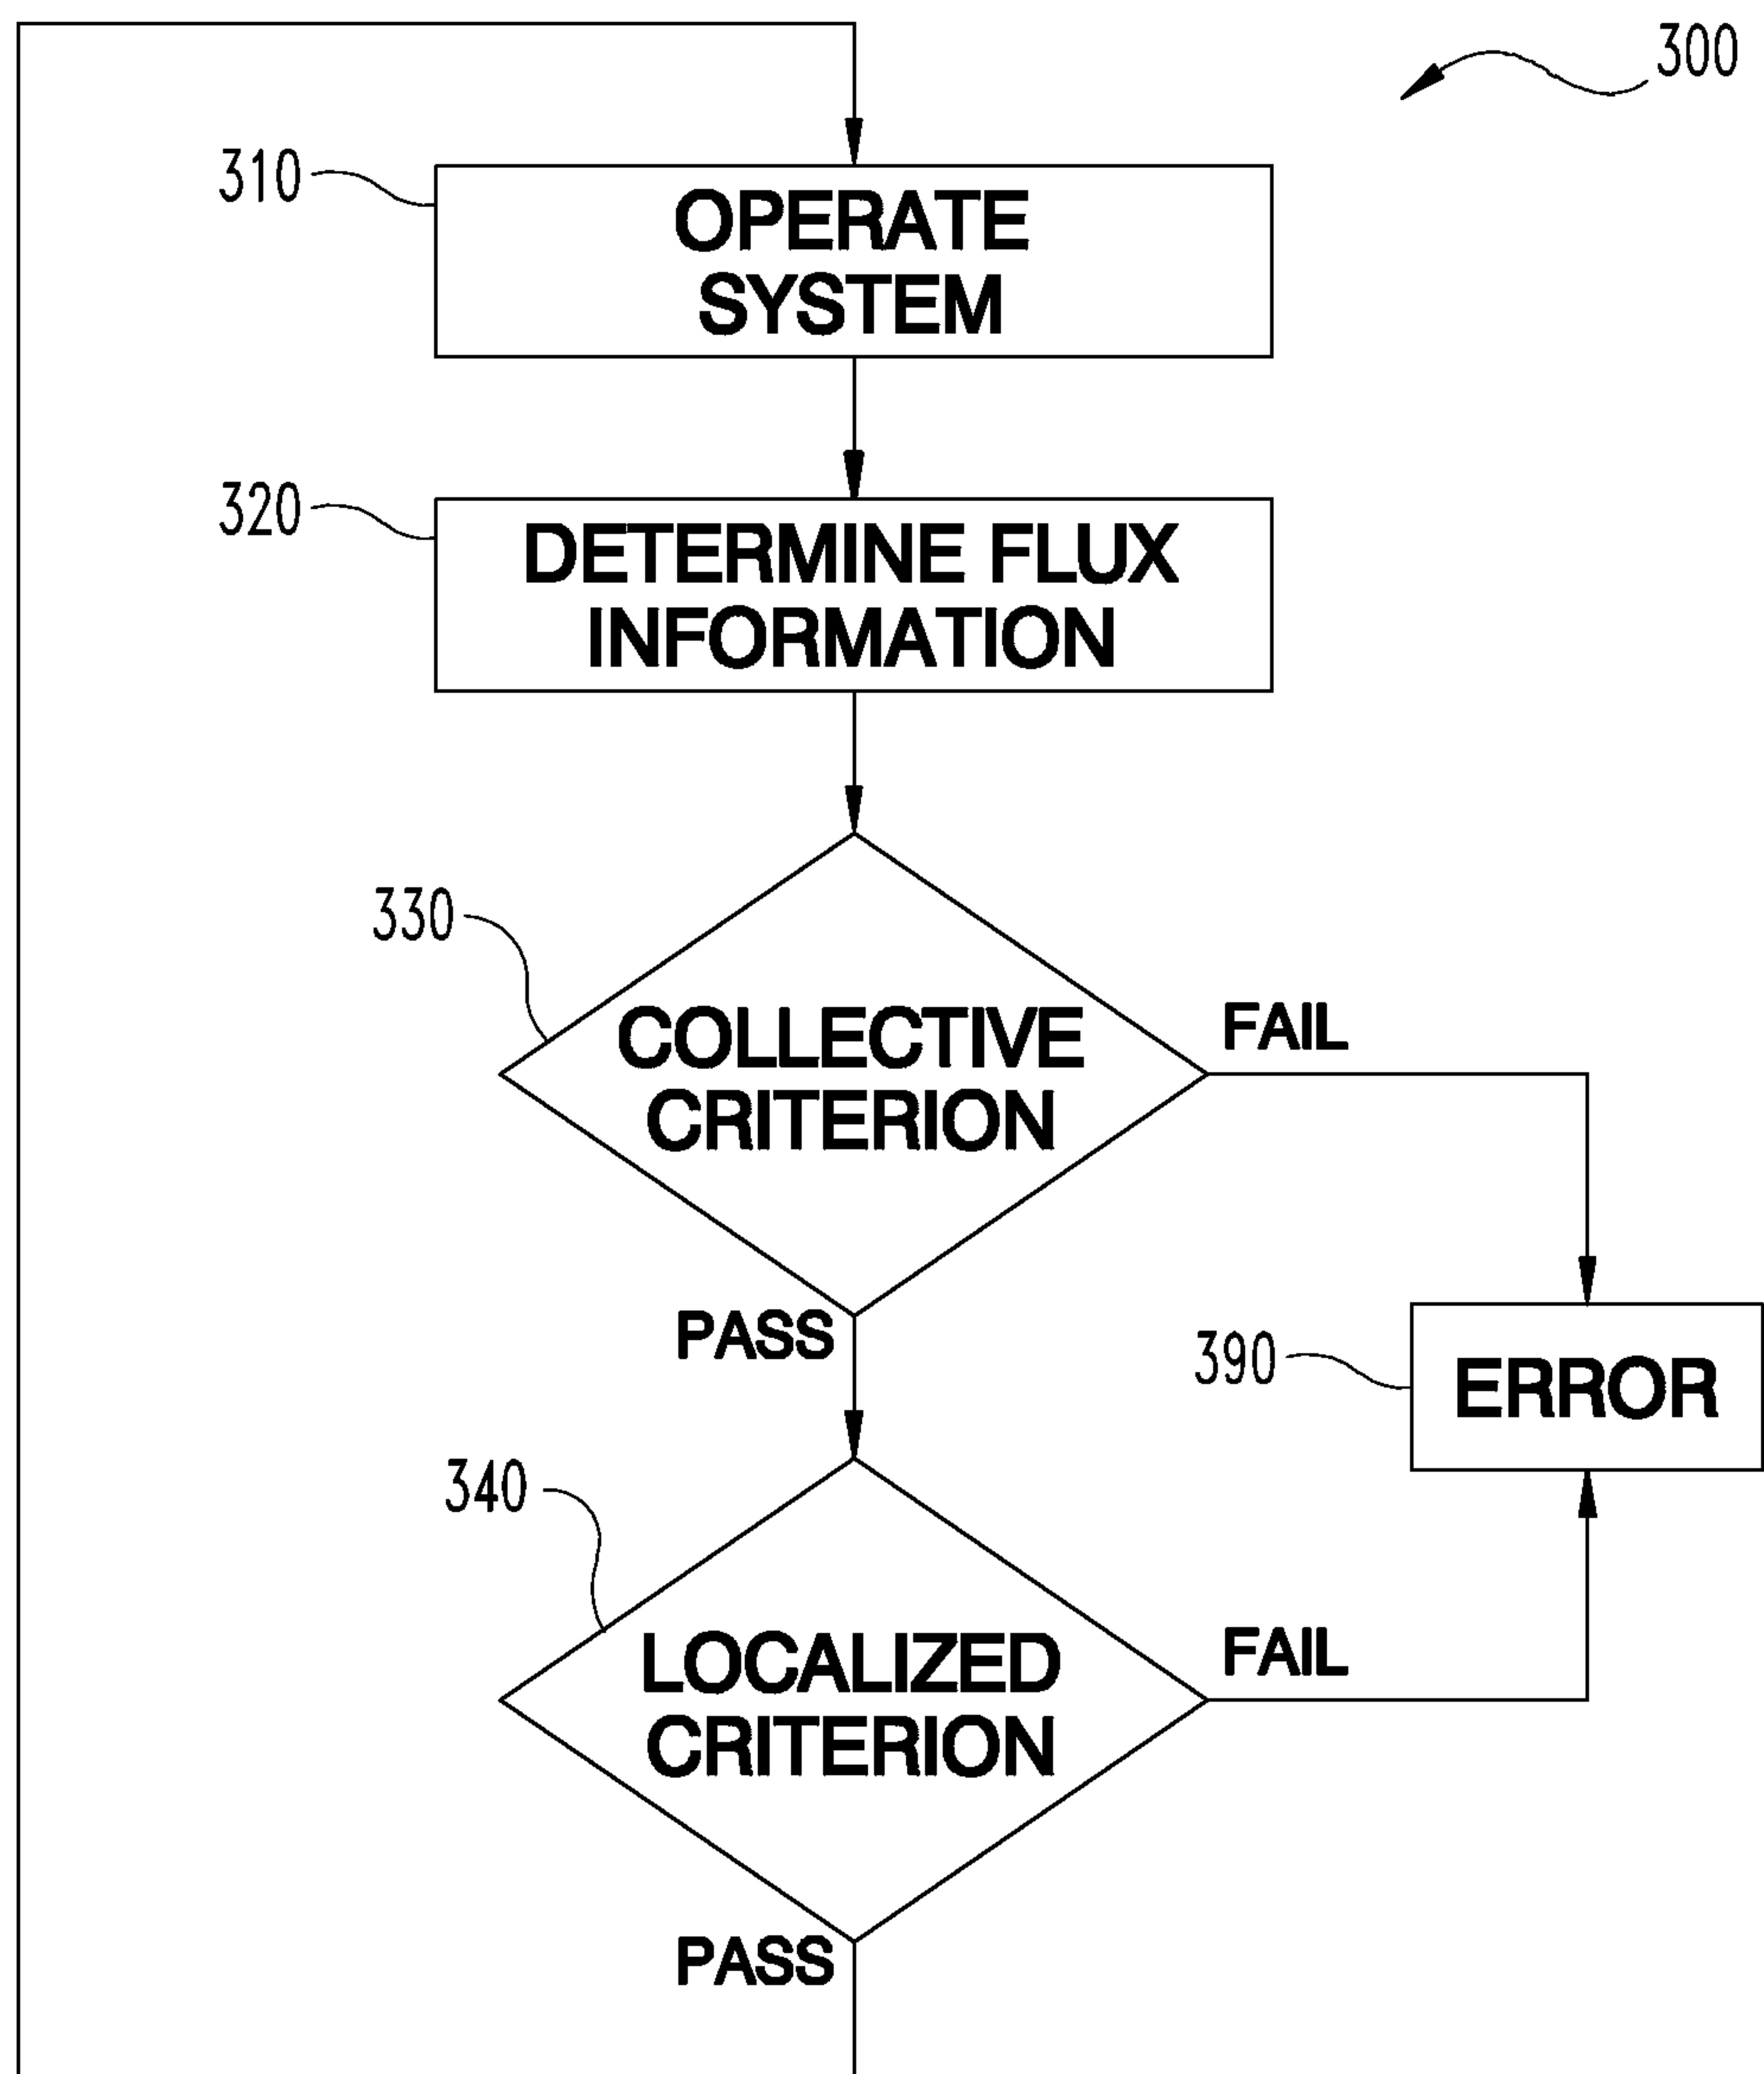 300
310
OPERATE
SYSTEM
320
DETERMINE FLUX
INFORMATION
330
COLLECTIVE
CRITERION
FAIL
PASS
390
ERROR
340
LOCALIZED
CRITERION
FAIL
PASS